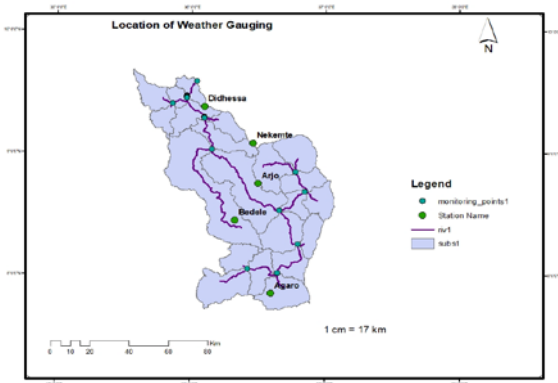 Location of Weather Gauging
N
Didhessa
Nekemte
Arjo
Bedele
Agaro
Legend
monitoring_points1
Station Name
riv1
subs1
1 cm = 17 km
0 10 20 40 60 80
Km